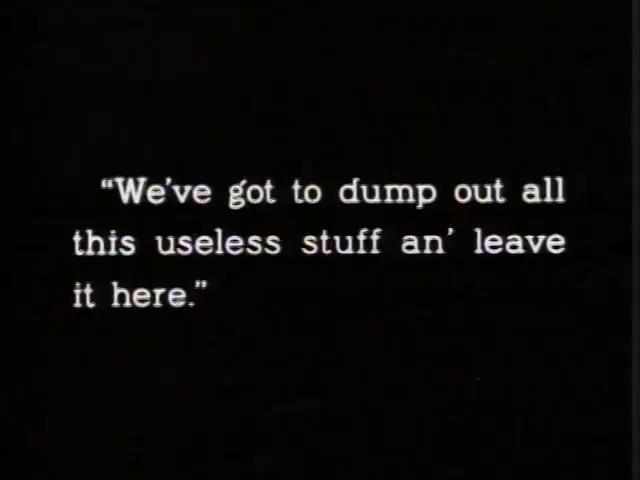 “We’ve got to dump out all
this useless stuff an’ leave
it here.”